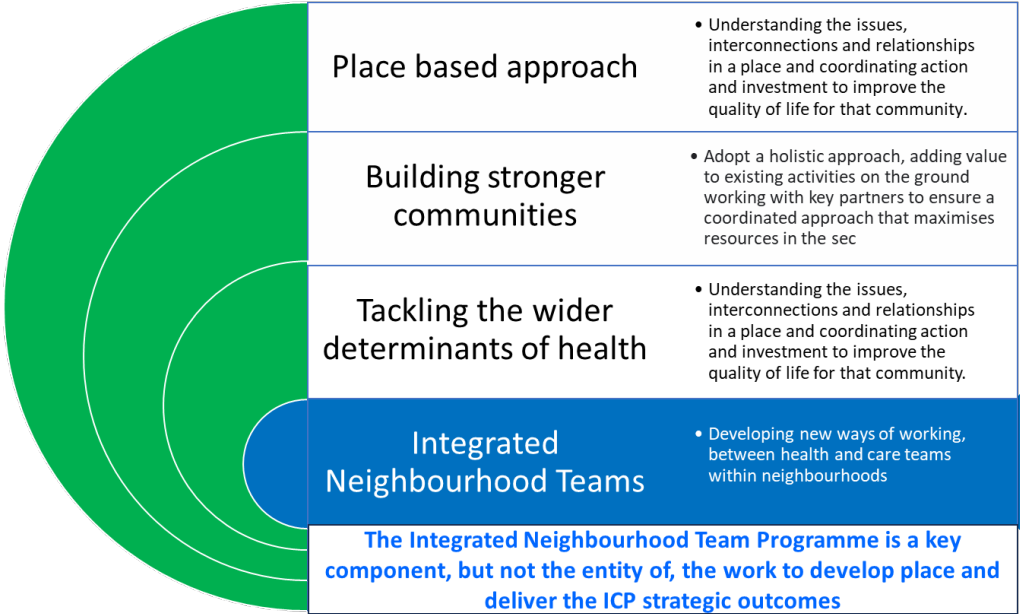 Place based approach
• Understanding the issues,
interconnections and relationships
in a place and coordinating action
and investment to improve the
quality of life for that community.
Building stronger
communities
• Adopt a holistic approach, adding value
to existing activities on the ground
working with key partners to ensure a
coordinated approach that maximises
resources in the sec
Tackling the wider
determinants of health
• Understanding the issues,
interconnections and relationships
in a place and coordinating action
and investment to improve the
quality of life for that community.
Integrated
Neighbourhood Teams
• Developing new ways of working,
between health and care teams
within neighbourhoods
The Integrated Neighbourhood Team Programme is a key
component, but not the entity of, the work to develop place and
deliver the ICP strategic outcomes